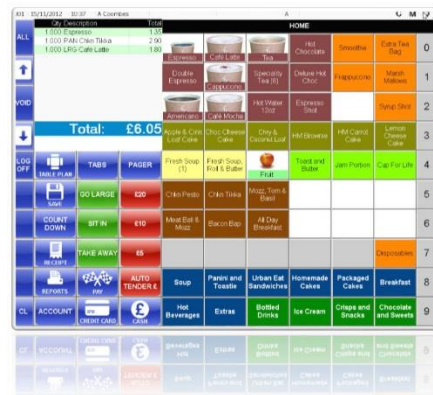 X01 15/11/2012 10:37 A Coombes A M
Qty Description Total
1.000 Espresso 1.35
1.000 PAN Chkn Tikka 2.90
1.000 LRG Cafe Latte 1.80
Total: £6.05
ALL
VOID
LOG OFF
CL
TABLE PLAN
TABS
PAGER
SAVE
GO LARGE
£20
COUNT DOWN
SIT IN
£10
RECEIPT
TAKE AWAY
£5
REPORTS
PAY
AUTO TENDER £
ACCOUNT
CREDIT CARD
CASH
HOME
Espresso
Café Latte
Tea
Hot Chocolate
Smoothie
Extra Tea Bag
0
Double Espresso
Cappuccino
Speciality Tea (6)
Deluxe Hot Choc
Frappuccino
Marsh Mallows
1
Americano
Café Mocha
Hot Water 12oz
Espresso Shot
Syrup Shot
2
Apple & Cink Loaf Cake
Choc Cheese Cake
Chry & Coconut Loaf
HM Brownie
HM Carrot Cake
Lemon Cheese Cake
3
Fresh Soup (1)
Fresh Soup, Roll & Butter
Fruit
Toast and Butter
Jam Portion
Cup For Life
4
Chkn Pesto
Chkn Tikka
Mozz, Tom & Basil
5
Meat Ball & Mozz
Bacon Bap
All Day Breakfast
6
Disposables
7
Soup
Panini and Toastie
Urban Eat Sandwiches
Homemade Cakes
Packaged Cakes
Breakfast
8
Hot Beverages
Extras
Bottled Drinks
Ice Cream
Crisps and Snacks
Chocolate and Sweets
9